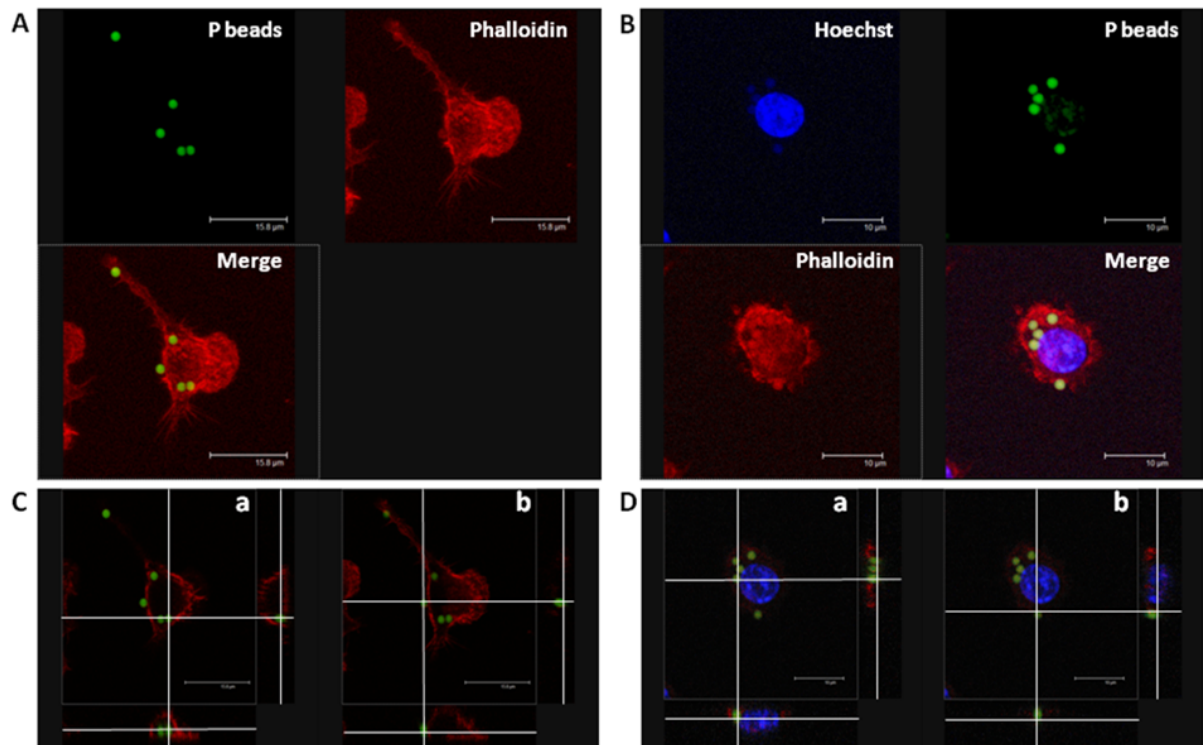 A
P beads
Phalloidin
15.8 µm
15.8 µm
Merge
15.8 µm
B
Hoechst
P beads
10 µm
10 µm
Phalloidin
Merge
10 µm
10 µm
C
a
b
D
a
b